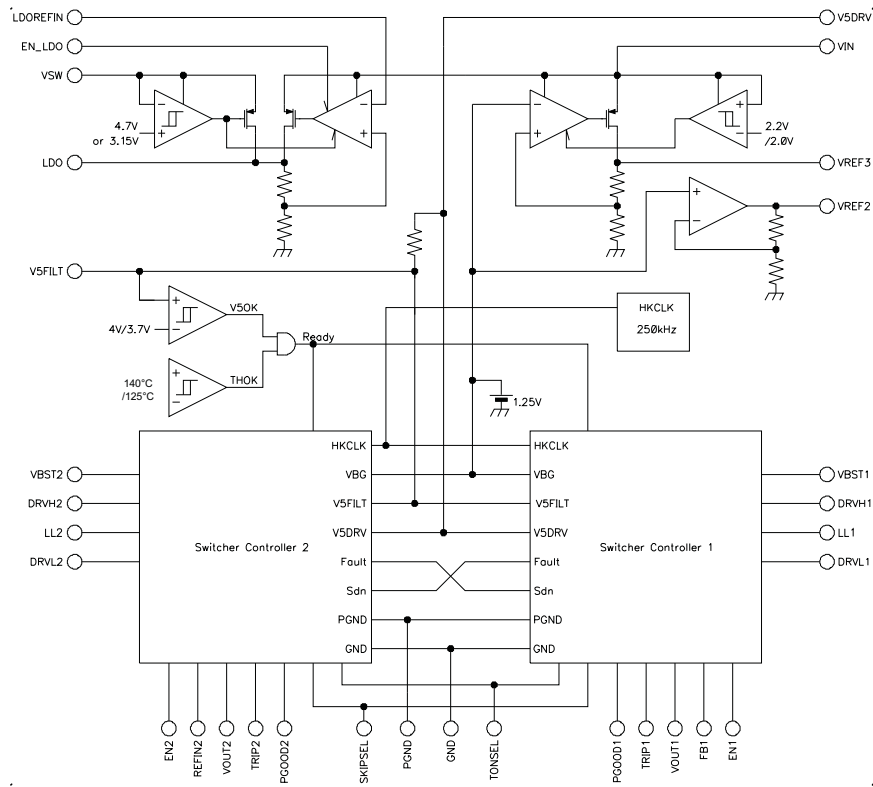 LDOREFIN
V5DRV
EN_LDO
VIN
VSW
4.7V
or 3.15V
2.2V
/2.0V
LDO
VREF3
VREF2
V5FILT
HKCLK
250kHz
V5OK
4V/3.7V
Ready
THOK
140°C
/125°C
1.25V
HKCLK
HKCLK
VBST2
VBG
VBG
VBST1
DRVH2
V5FILT
V5FILT
DRVH1
LL2
V5DRV
V5DRV
LL1
Switcher Controller 2
Switcher Controller 1
DRVL2
Fault
Fault
DRVL1
Sdn
Sdn
PGND
PGND
GND
GND
EN2
REFIN2
VOUT2
TRIP2
PGOOD2
SKIPSEL
PGND
GND
TONSEL
PGOOD1
TRIP1
VOUT1
FB1
EN1